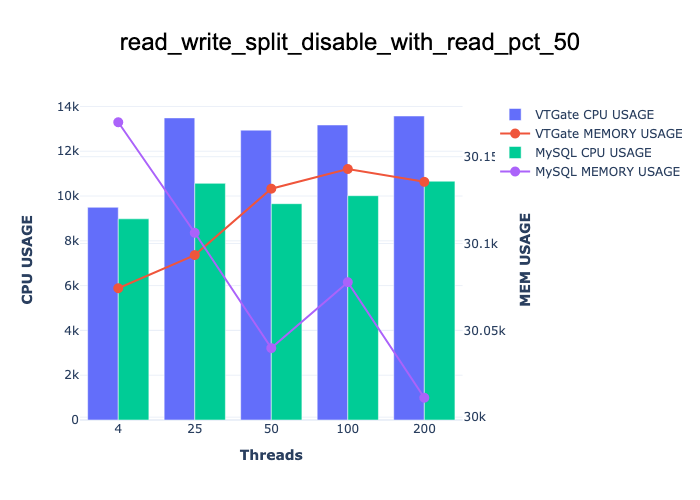 read_write_split_disable_with_read_pct_50
14k
12k
10k
8k
6k
4k
2k
0
CPU USAGE
4 25 50 100 200
Threads
30.15
30.1k
30.05k
30k
MEM USAGE
VTGate CPU USAGE
VTGate MEMORY USAGE
MySQL CPU USAGE
MySQL MEMORY USAGE